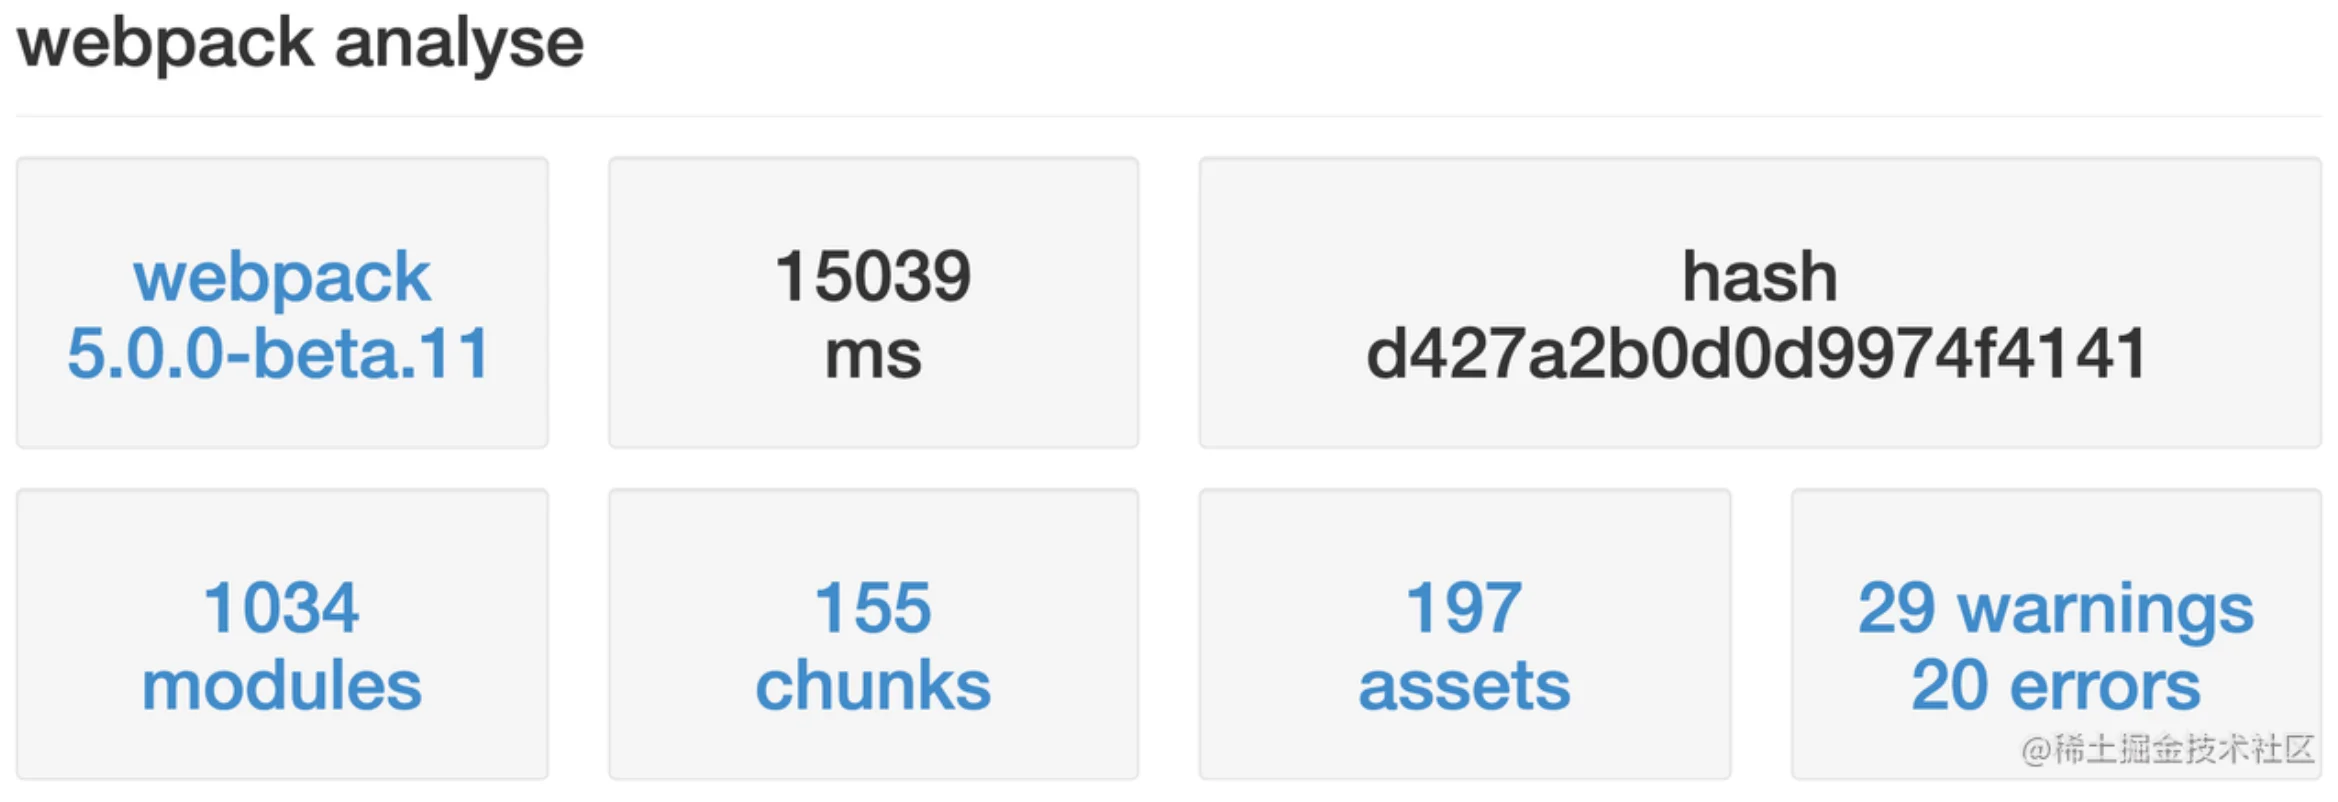 webpack analyse
webpack
5.0.0-beta.11
15039
ms
hash
d427a2b0d0d9974f4141
1034
modules
155
chunks
197
assets
29 warnings
20 errors
@稀土掘金技术社区